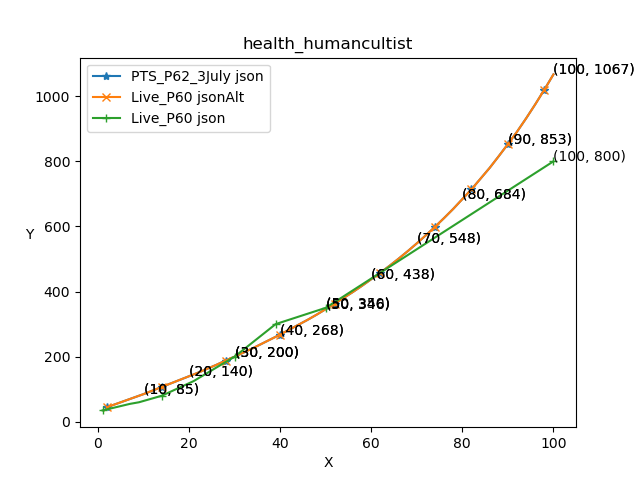 health_humancultist
PTS_P62_3July json
Live_P60 jsonAlt
Live_P60 json
Y
1000
800
600
400
200
0
(100, 1067)
(90, 853)
(100, 800)
(80, 684)
(70, 548)
(60, 438)
(40, 268)
(30, 200)
(20, 140)
(10, 85)
0 20 40 60 80 100
X